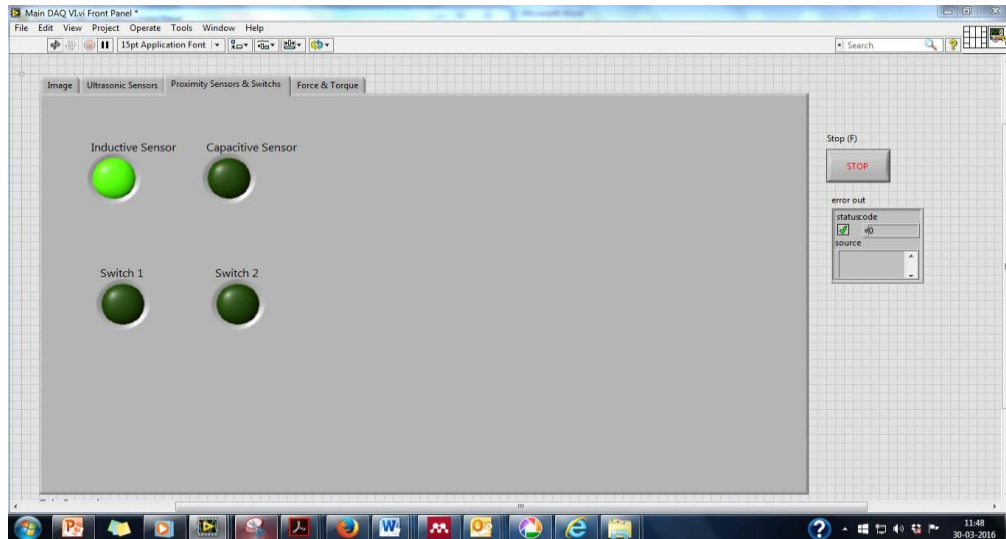 Main DAQ VI.vi Front Panel *
File Edit View Project Operate Tools Window Help
15pt Application Font
Search
Image Ultrasonic Sensors Proximity Sensors & Switchs Force & Torque
Inductive Sensor Capacitive Sensor
Switch 1 Switch 2
Stop (F)
STOP
error out
status code
0
source
11:48
30-03-2016